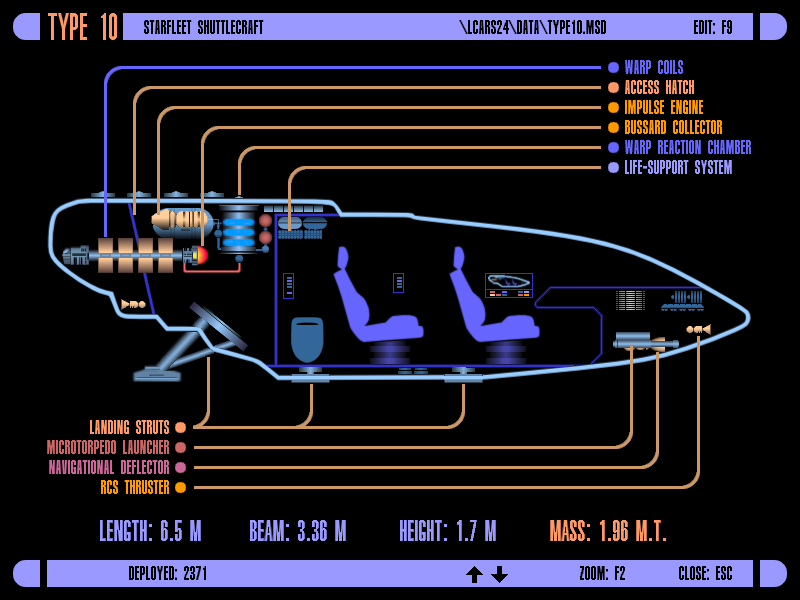 TYPE 10 STARFLEET SHUTTLECRAFT \LCARS24\DATA\TYPE10.MSD EDIT: F9
WARP COILS
ACCESS HATCH
IMPULSE ENGINE
BUSSARD COLLECTOR
WARP REACTION CHAMBER
LIFE-SUPPORT SYSTEM
LANDING STRUTS
MICROTORPEDO LAUNCHER
NAVIGATIONAL DEFLECTOR
RCS THRUSTER
LENGTH: 6.5 M BEAM: 3.36 M HEIGHT: 1.7 M MASS: 1.96 M.T.
DEPLOYED: 2371 ZOOM: F2 CLOSE: ESC